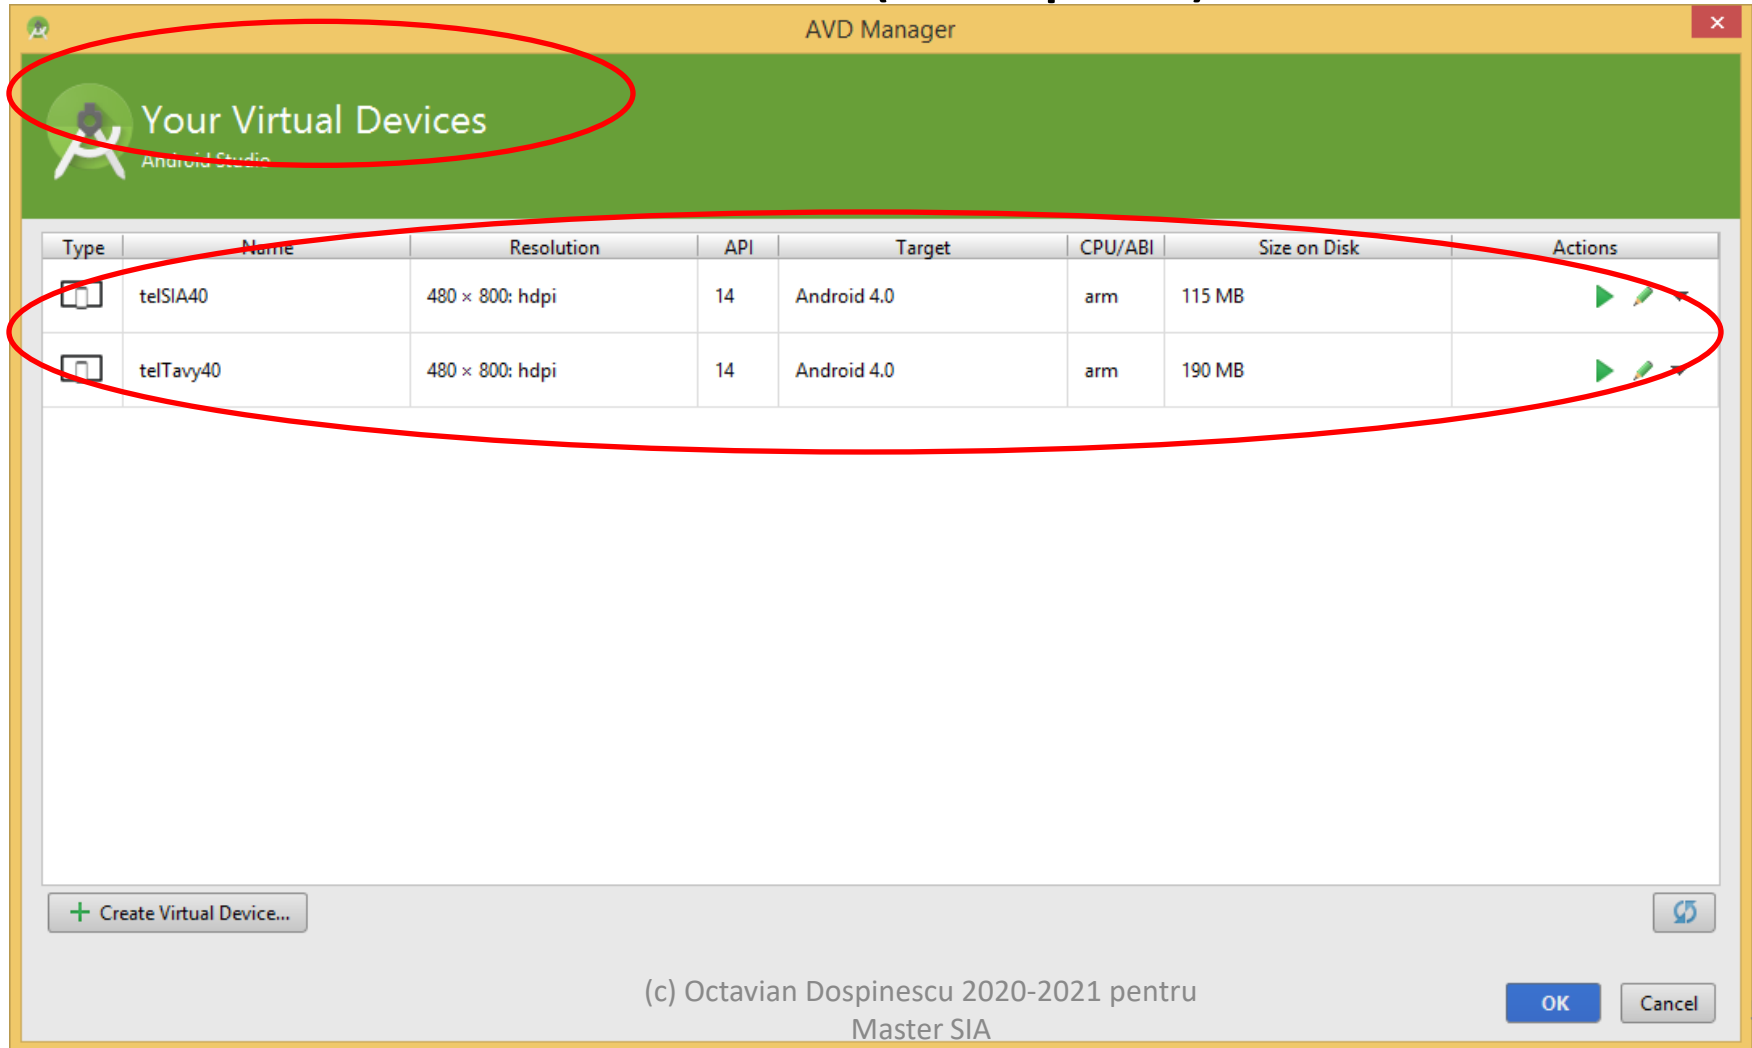 AVD Manager
Your Virtual Devices
Android Studio
Type Name Resolution API Target CPU/ABI Size on Disk Actions
telSIA40 480 × 800: hdpi 14 Android 4.0 arm 115 MB
telTavy40 480 × 800: hdpi 14 Android 4.0 arm 190 MB
Create Virtual Device...
(c) Octavian Dospinescu 2020-2021 pentru
Master SIA
OK Cancel